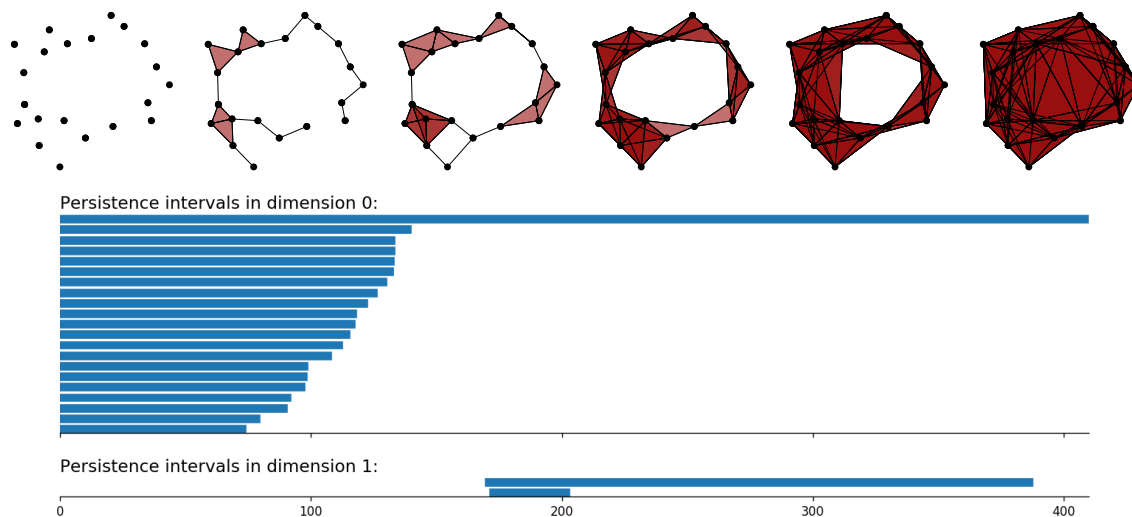 Persistence intervals in dimension 0:
Persistence intervals in dimension 1:
0 100 200 300 400